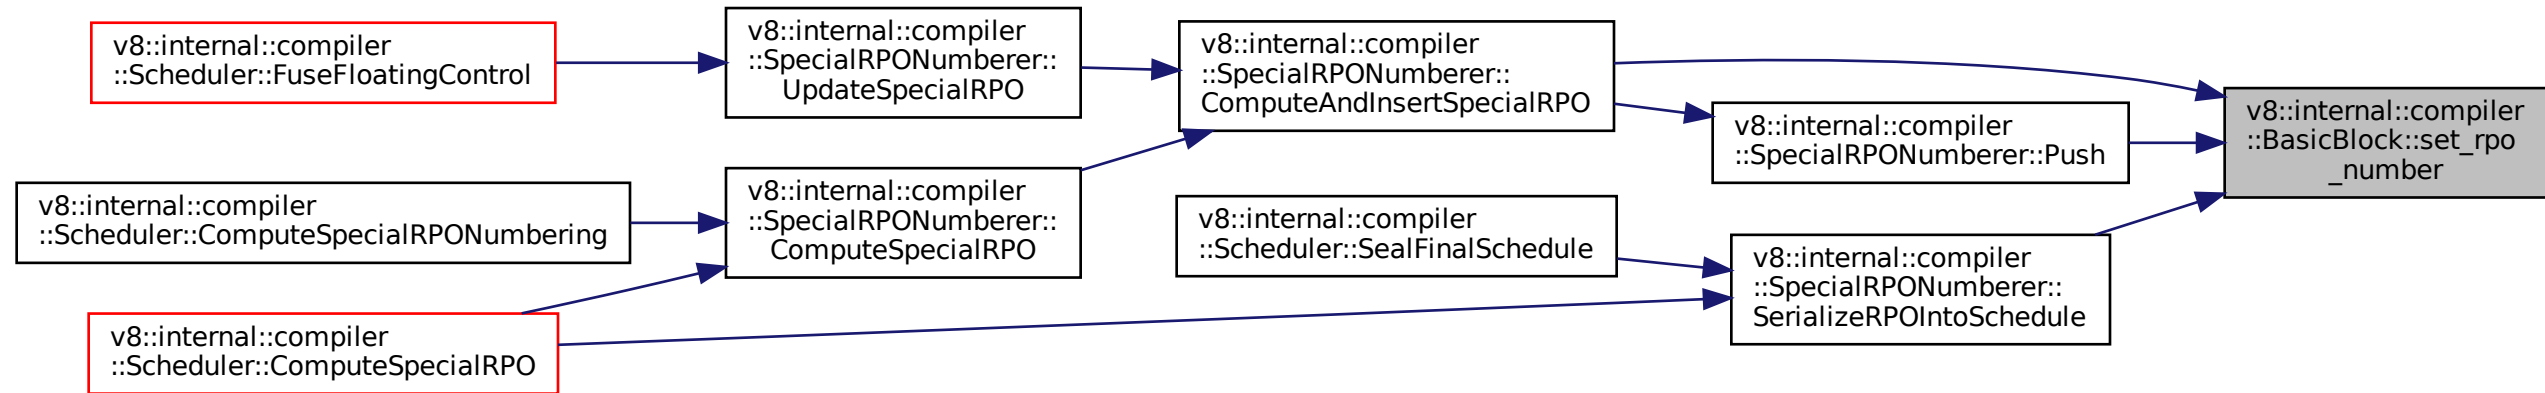 v8::internal::compiler
::Scheduler::FuseFloatingControl
v8::internal::compiler
::SpecialRPONumberer::
UpdateSpecialRPO
v8::internal::compiler
::SpecialRPONumberer::
ComputeAndInsertSpecialRPO
v8::internal::compiler
::SpecialRPONumberer::Push
v8::internal::compiler
::BasicBlock::set_rpo
_number
v8::internal::compiler
::Scheduler::ComputeSpecialRPONumbering
v8::internal::compiler
::SpecialRPONumberer::
ComputeSpecialRPO
v8::internal::compiler
::Scheduler::SealFinalSchedule
v8::internal::compiler
::SpecialRPONumberer::
SerializeRPOIntoSchedule
v8::internal::compiler
::Scheduler::ComputeSpecialRPO